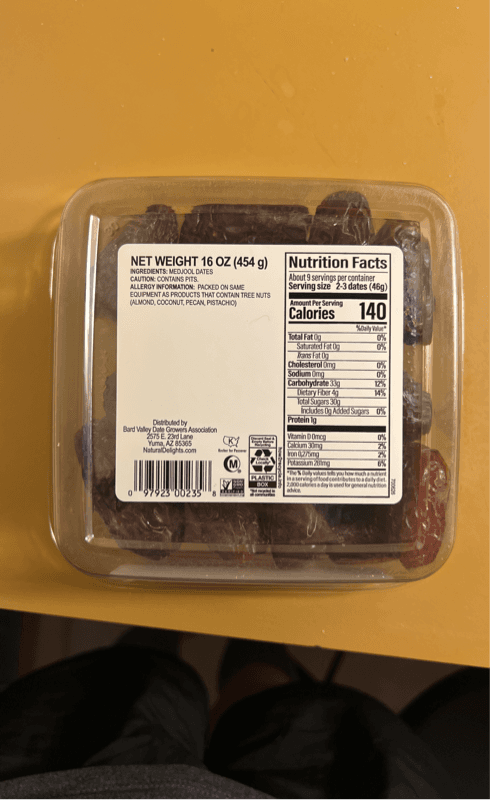 NET WEIGHT 16 OZ (454 g)
INGREDIENTS: MEDJOOL DATES
CAUTION: CONTAINS PITS.
ALLERGY INFORMATION: PACKED ON SAME
EQUIPMENT AS PRODUCTS THAT CONTAIN TREE NUTS
(ALMOND, COCONUT, PECAN, PISTACHIO)
Distributed by
Bard Valley Date Growers Association
2575 E. 23rd Lane
Yuma, AZ 85365
NaturalDelights.com
0 97923 00235 8
K
Kosher for Passover
M
PLASTIC
BOX
Nutrition Facts
About 9 servings per container
Serving size 2-3 dates (46g)
Amount Per Serving
Calories 140
%Daily Value*
Total Fat 0g 0%
Saturated Fat 0g 0%
Trans Fat 0g
Cholesterol 0mg 0%
Sodium 0mg 0%
Carbohydrate 33g 12%
Dietary Fiber 4g 14%
Total Sugars 30g
Includes 0g Added Sugars 0%
Protein 1g
Vitamin D 0mcg 0%
Calcium 30mg 2%
Iron 0.275mg 2%
Potassium 281mg 6%
*The % Daily values tells you how much a nutrient
in a serving of food contributes to a daily diet.
2,000 calories a day is used for general nutrition
advice.